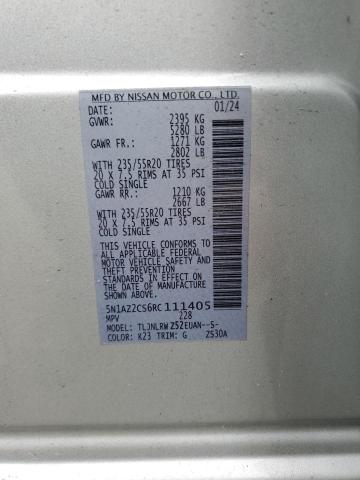 MFD BY NISSAN MOTOR CO., LTD.
DATE: 01/24
GVWR: 2395 KG
5280 LB
GAWR FR.: 1271 KG
2802 LB
WITH 235/55R20 TIRES
20 X 7.5 RIMS AT 35 PSI
COLD SINGLE
GAWR RR.: 1210 KG
2667 LB
WITH 235/55R20 TIRES
20 X 7.5 RIMS AT 35 PSI
COLD SINGLE
THIS VEHICLE CONFORMS TO
ALL APPLICABLE FEDERAL
MOTOR VEHICLE SAFETY AND
THEFT PREVENTION STANDARDS
IN EFFECT ON THE DATE OF
MANUFACTURE SHOWN ABOVE.
5N1AZ2CS6RC111405
MPV 228
MODEL: TLJNLRWZ52EUAN--S-
COLOR: K23 TRIM: G ZS30A